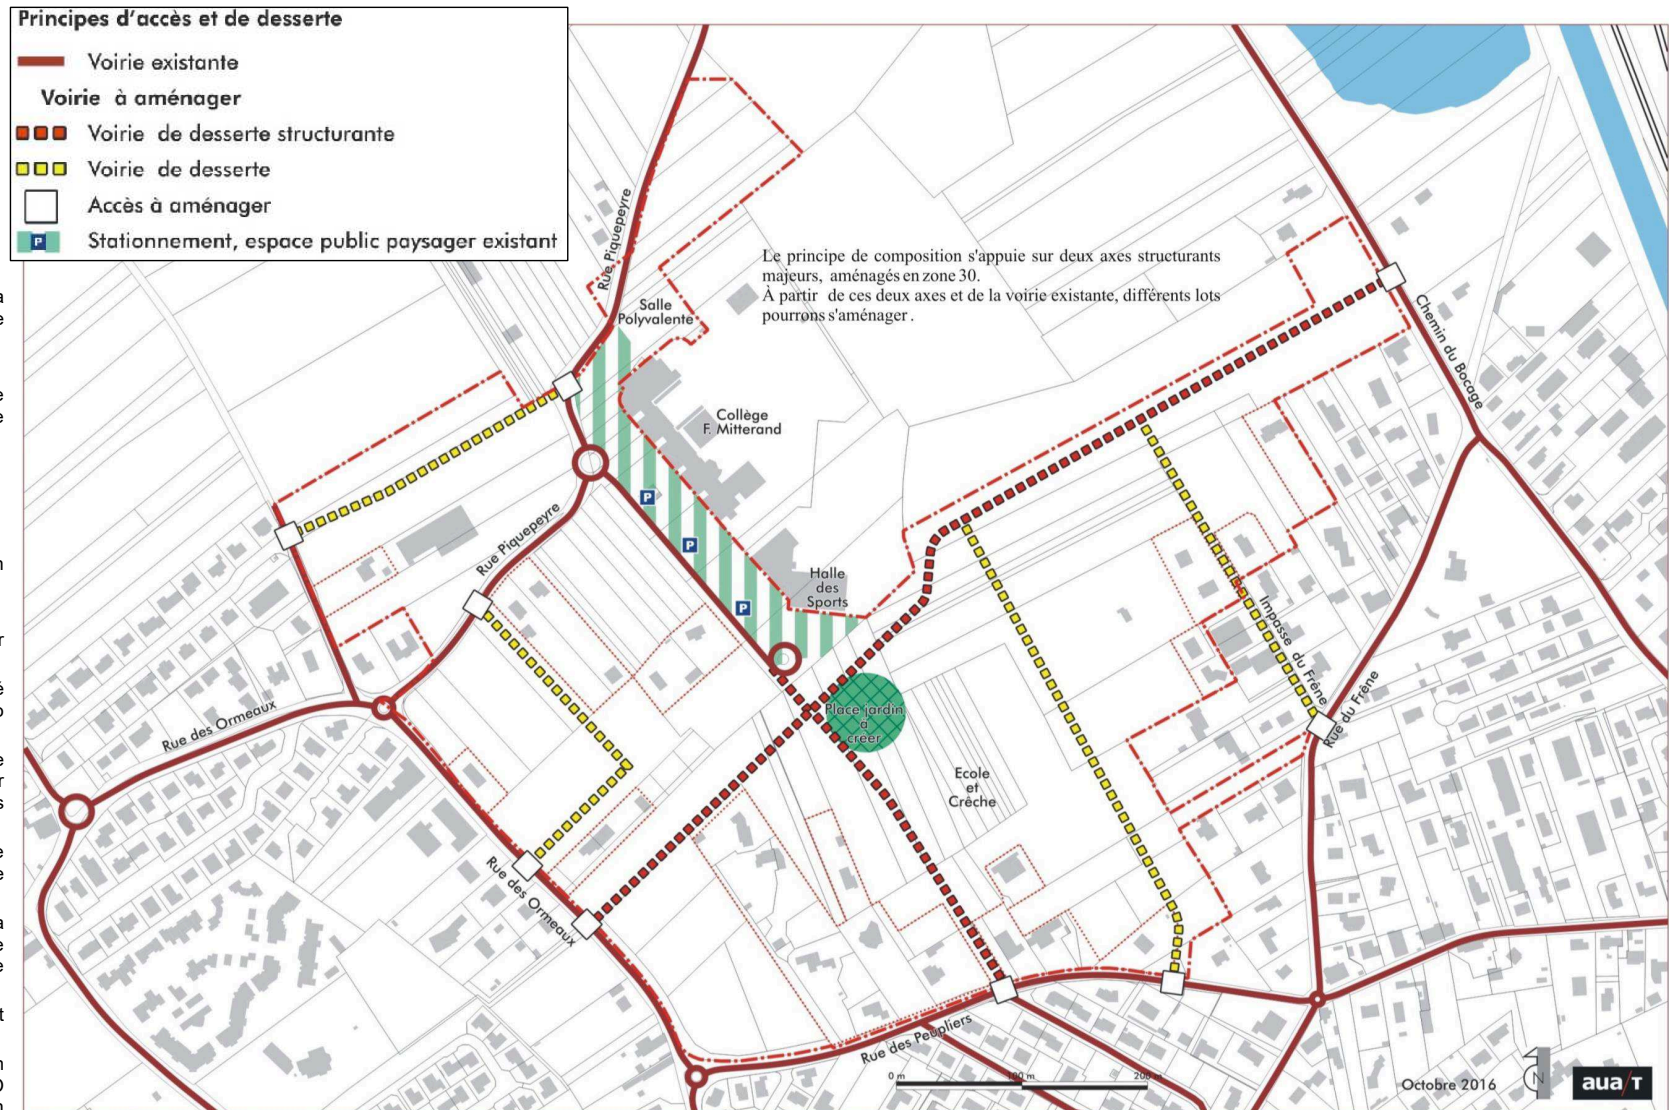 Principes d'accès et de desserte
Voirie existante
Voirie à aménager
Voirie de desserte structurante
Voirie de desserte
Accès à aménager
P Stationnement, espace public paysager existant
Rue Piquepeyre
Salle
Polyvalente
Le principe de composition s'appuie sur deux axes structurants
majeurs, aménagés en zone 30.
À partir de ces deux axes et de la voirie existante, différents lots
pourrons s'aménager .
Chemin du Bocage
Collège
F. Mitterand
P
P
P
Rue Piquepeyre
Halle
des
Sports
Impasse du Frêne
Rue du Frêne
Rue des Ormeaux
Place jardin
à
créer
Ecole
et
Crêche
Rue des Ormeaux
Rue des Peupliers
0 m
100 m
200 m
Octobre 2016
N
aua/T